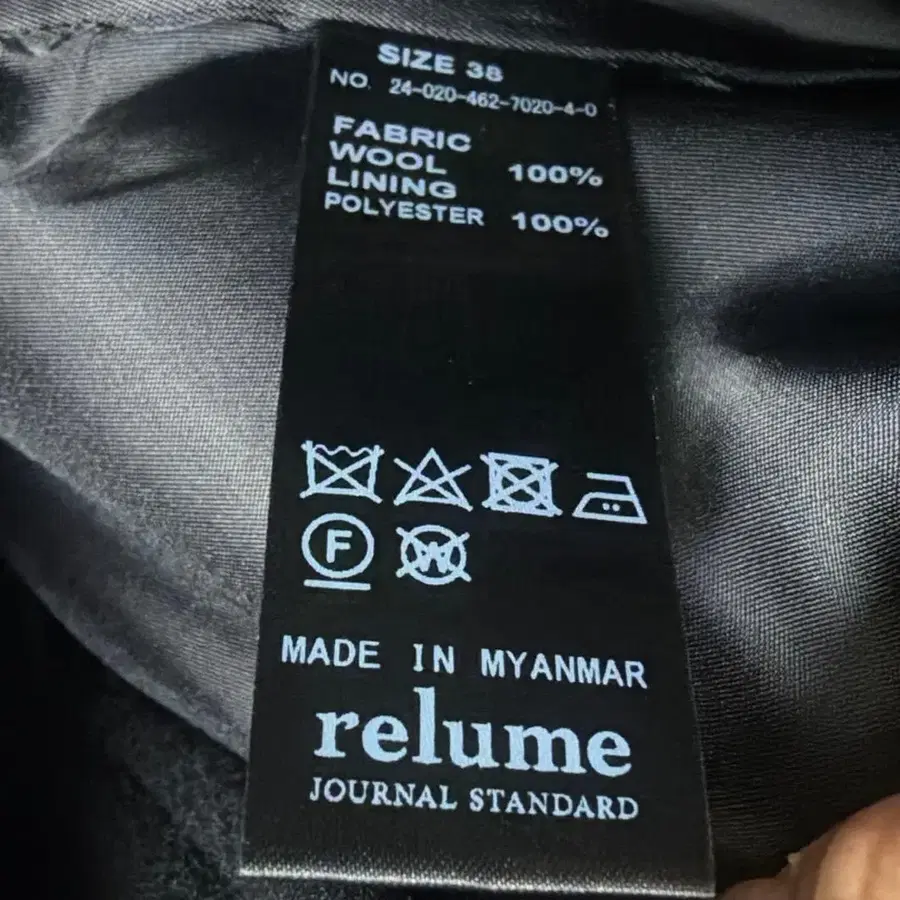 SIZE 38
NO. 24-020-462-7020-4-0
FABRIC
WOOL 100%
LINING
POLYESTER 100%
F W
MADE IN MYANMAR
relume
JOURNAL STANDARD